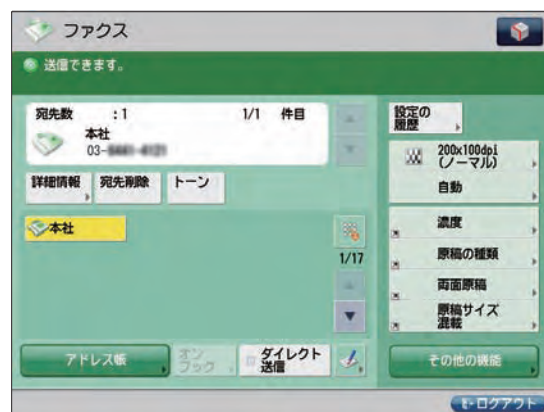 ファクス
送信できます。
宛先数 :1 1/1 件目
本社
03-
詳細情報 宛先削除 トーン
本社
1/17
アドレス帳 オン
フック ダイレクト
送信
設定の
履歴
200x100dpi
(ノーマル)
自動
濃度
原稿の種類
両面原稿
原稿サイズ
混載
その他の機能
ログアウト